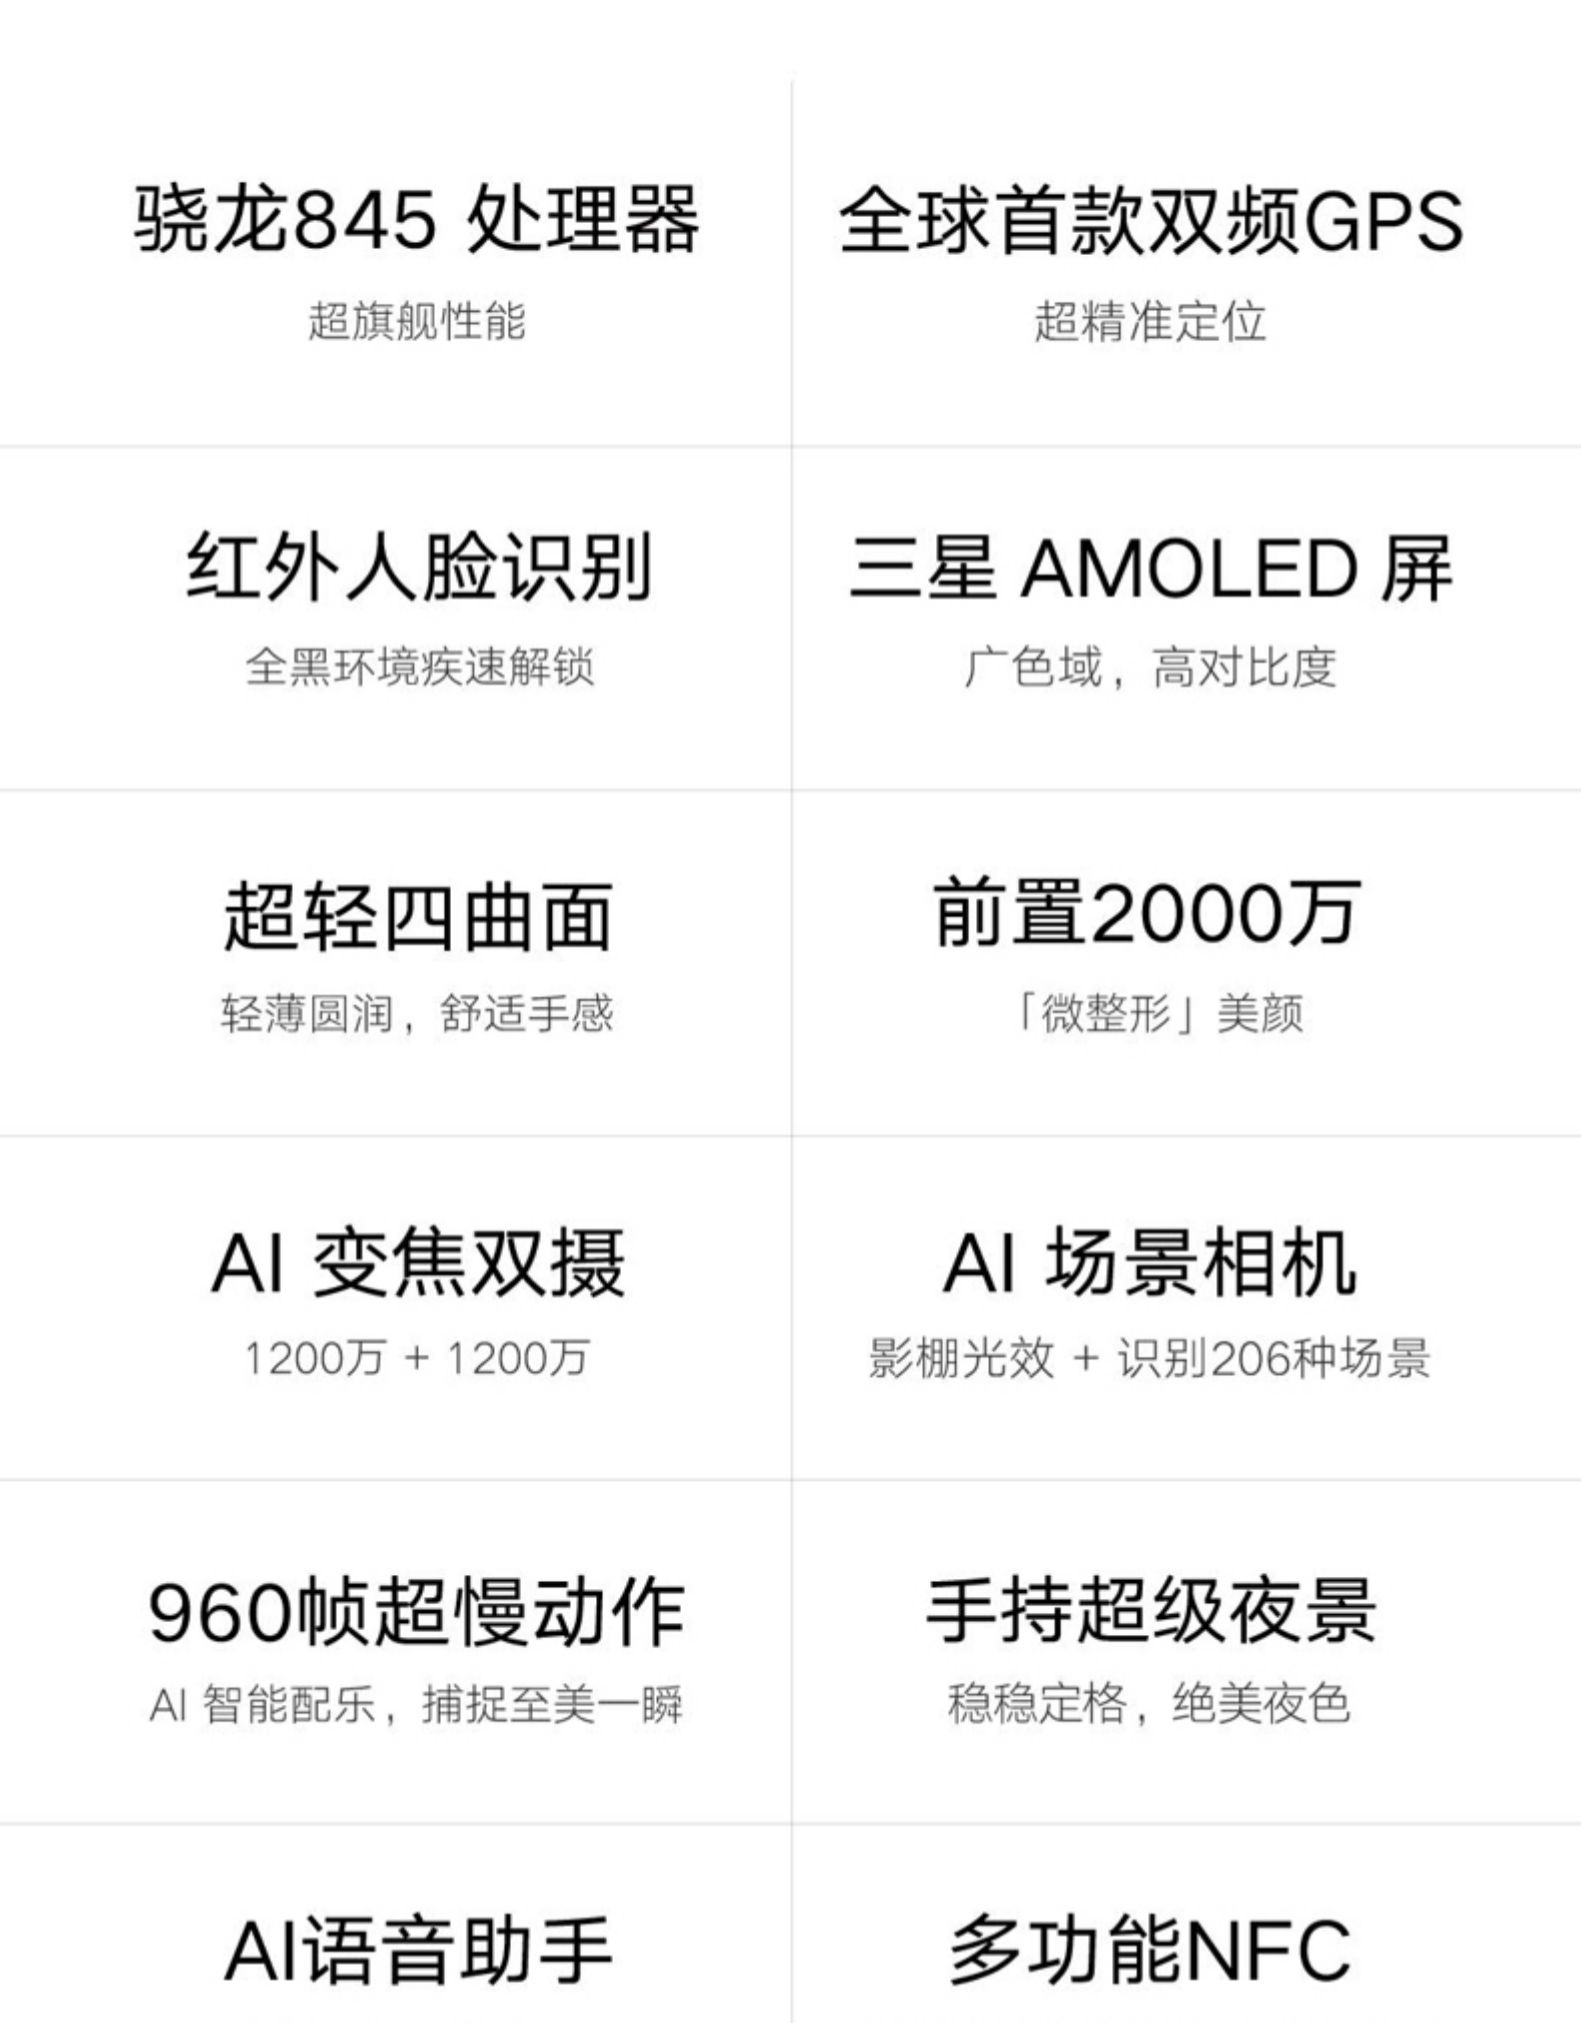 骁龙845 处理器
超旗舰性能
全球首款双频GPS
超精准定位
红外人脸识别
全黑环境疾速解锁
三星 AMOLED 屏
广色域，高对比度
超轻四曲面
轻薄圆润，舒适手感
前置2000万
「微整形」美颜
AI 变焦双摄
1200万 + 1200万
AI 场景相机
影棚光效 + 识别206种场景
960帧超慢动作
AI 智能配乐，捕捉至美一瞬
手持超级夜景
稳稳定格，绝美夜色
AI语音助手
多功能NFC